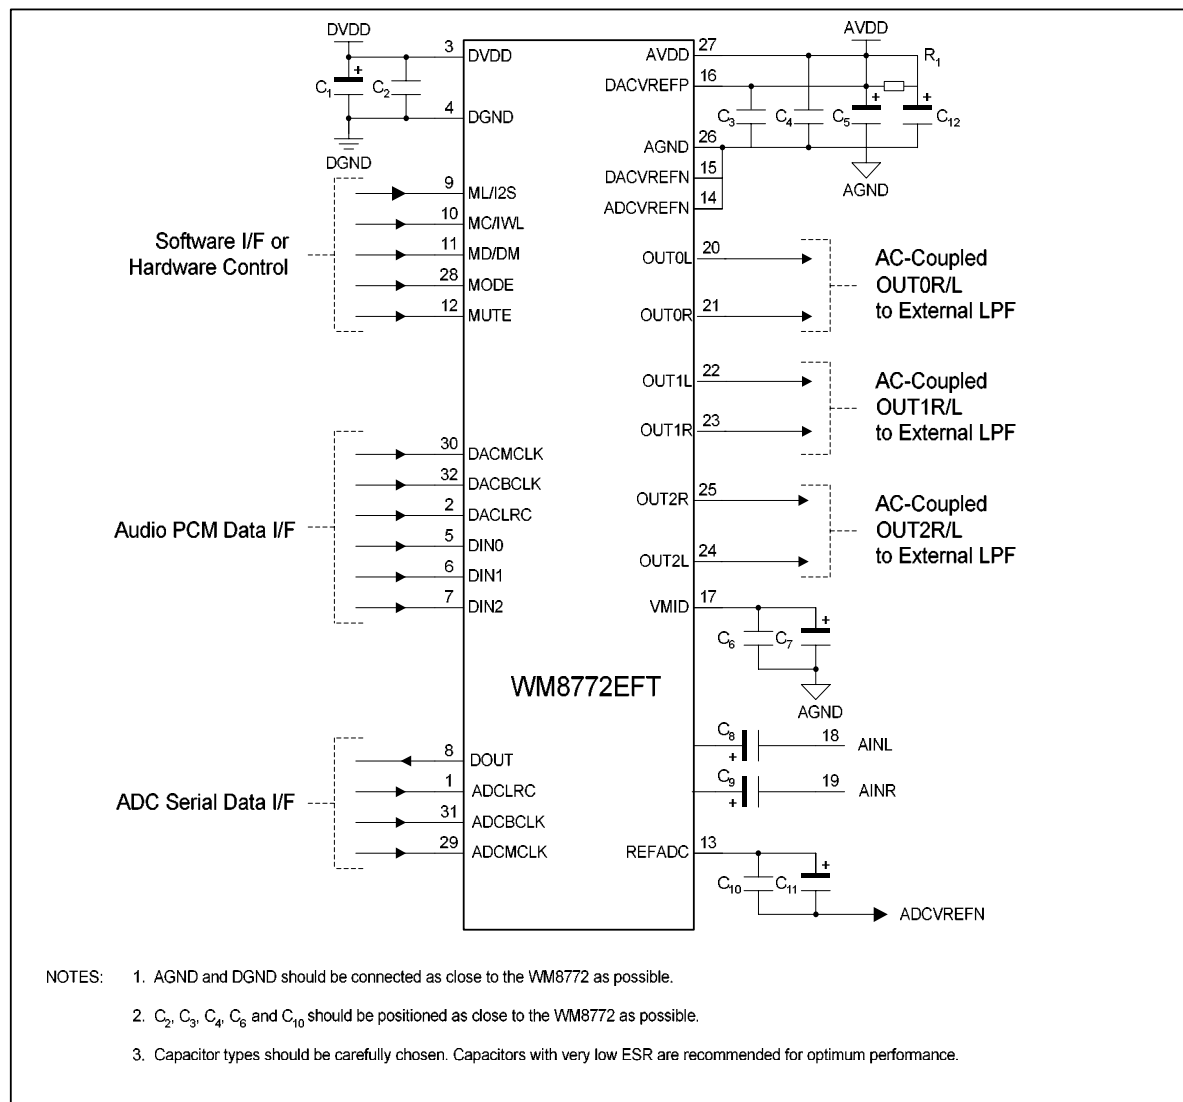 DVDD
3
DVDD
C1
+
C2
4
DGND
DGND
AVDD
27
AVDD
R1
16
DACVREFP
C3
C4
C5
+
+
C12
26
AGND
15
DACVREFN
14
ADCVREFN
AGND
Software I/F or
Hardware Control
9
ML/I2S
10
MC/IWL
11
MD/DM
28
MODE
12
MUTE
OUT0L
20
OUT0R
21
AC-Coupled
OUT0R/L
to External LPF
OUT1L
22
OUT1R
23
AC-Coupled
OUT1R/L
to External LPF
Audio PCM Data I/F
30
DACMCLK
32
DACBCLK
2
DACLRC
5
DIN0
6
DIN1
7
DIN2
OUT2R
25
OUT2L
24
AC-Coupled
OUT2R/L
to External LPF
VMID
17
C6
C7
+
AGND
WM8772EFT
C8
+
18
AINL
C9
+
19
AINR
ADC Serial Data I/F
8
DOUT
1
ADCLRC
31
ADCBCLK
29
ADCMCLK
REFADC
13
C10
C11
+
ADCVREFN
NOTES: 1. AGND and DGND should be connected as close to the WM8772 as possible.
2. C2, C3, C4, C6 and C10 should be positioned as close to the WM8772 as possible.
3. Capacitor types should be carefully chosen. Capacitors with very low ESR are recommended for optimum performance.